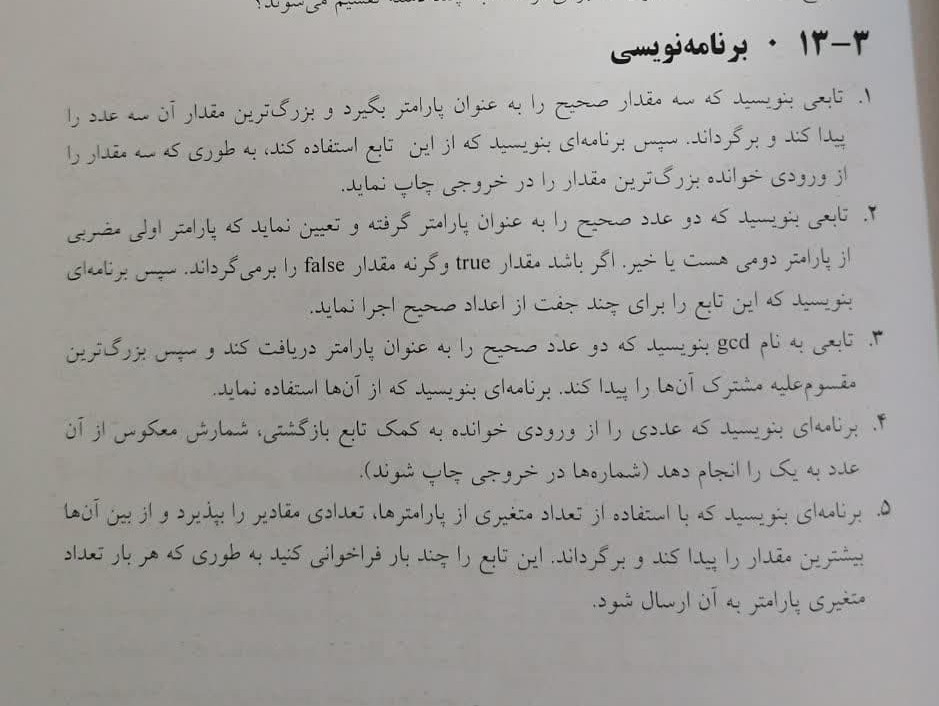 تقسیم می‌شوند؟
۱۳-۳ • برنامه‌نویسی
۱. تابعی بنویسید که سه مقدار صحیح را به عنوان پارامتر بگیرد و بزرگ‌ترین مقدار آن سه عدد را
پیدا کند و برگرداند. سپس برنامه‌ای بنویسید که از این تابع استفاده کند، به طوری که سه مقدار را
از ورودی خوانده بزرگ‌ترین مقدار را در خروجی چاپ نماید.
۲. تابعی بنویسید که دو عدد صحیح را به عنوان پارامتر گرفته و تعیین نماید که پارامتر اولی مضربی
از پارامتر دومی هست یا خیر. اگر باشد مقدار true وگرنه مقدار false را برمی‌گرداند. سپس برنامه‌ای
بنویسید که این تابع را برای چند جفت از اعداد صحیح اجرا نماید.
۳. تابعی به نام gcd بنویسید که دو عدد صحیح را به عنوان پارامتر دریافت کند و سپس بزرگ‌ترین
مقسوم‌علیه مشترک آن‌ها را پیدا کند. برنامه‌ای بنویسید که از آن‌ها استفاده نماید.
۴. برنامه‌ای بنویسید که عددی را از ورودی خوانده به کمک تابع بازگشتی، شمارش معکوس از آن
عدد به یک را انجام دهد (شماره‌ها در خروجی چاپ شوند).
۵. برنامه‌ای بنویسید که با استفاده از تعداد متغیری از پارامترها، تعدادی مقادیر را بپذیرد و از بین آن‌ها
بیشترین مقدار را پیدا کند و برگرداند. این تابع را چند بار فراخوانی کنید به طوری که هر بار تعداد
متغیری پارامتر به آن ارسال شود.